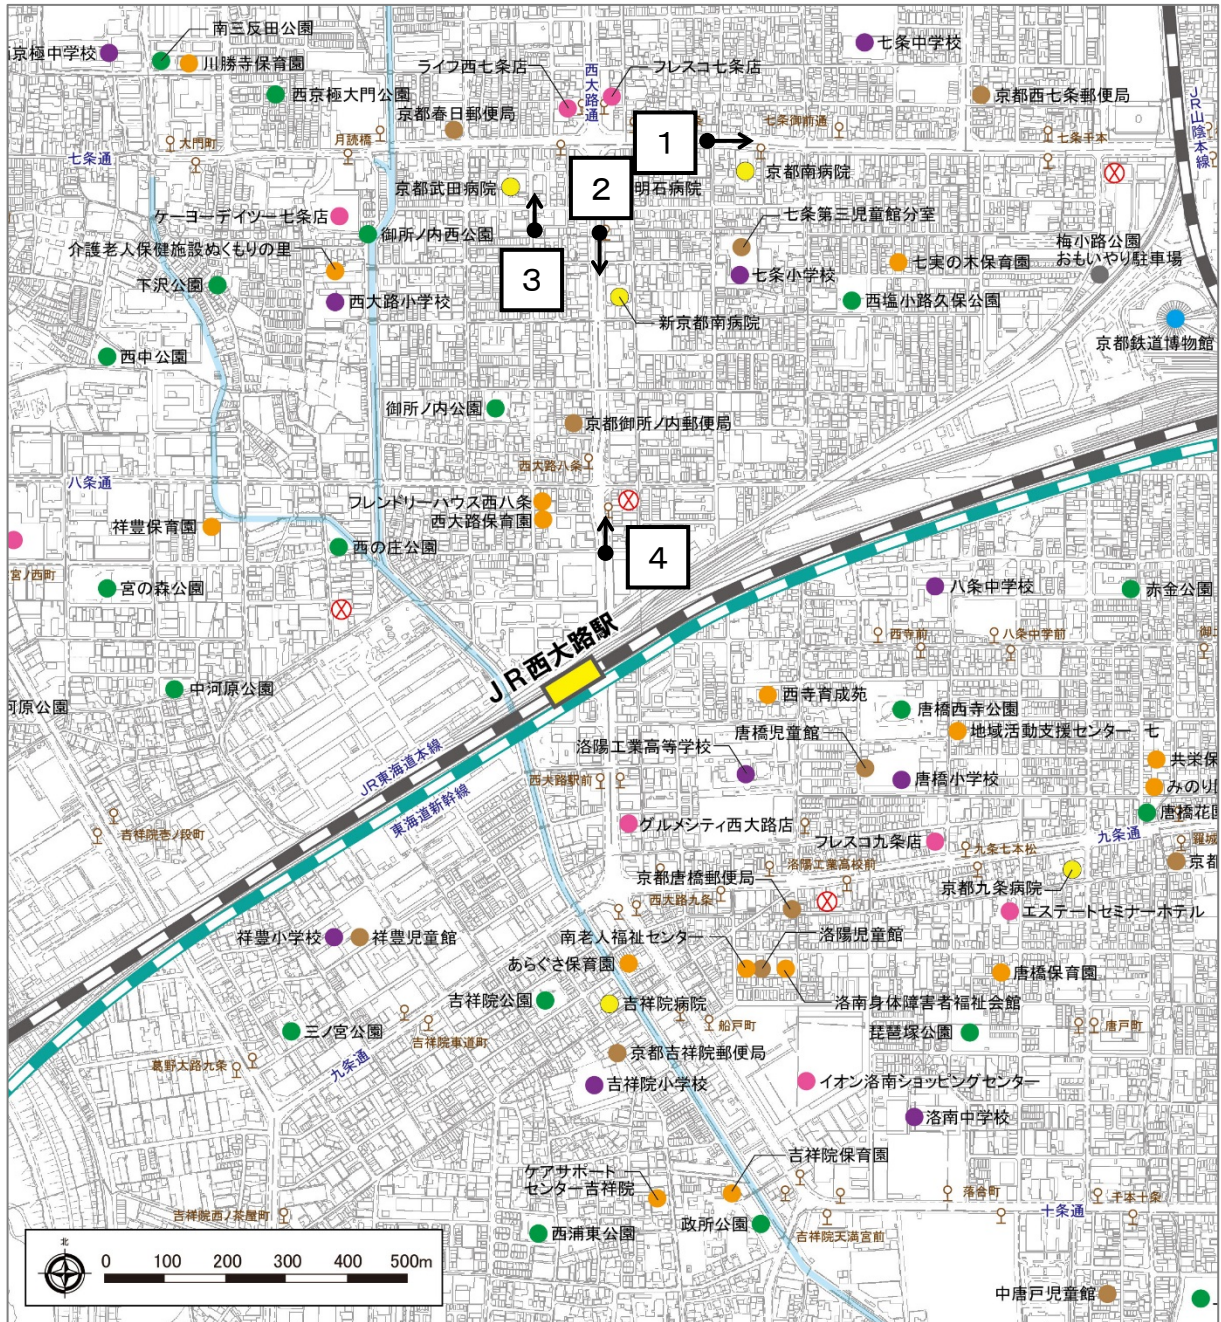 南三反田公園
京極中学校
川勝寺保育園
西京極大門公園
ライフ西七条店
西大路通
フレスコ七条店
七条中学校
京都西七条郵便局
JR山陰本線
京都春日郵便局
月読橋
大門町
七条通
七条御前通
七条千本
1
2
3
4
京都武田病院
明石病院
京都南病院
ケーヨーデイツー七条店
御所ノ内西公園
七条第三児童館分室
介護老人保健施設ぬくもりの里
下沢公園
西大路小学校
七条小学校
七実の木保育園
梅小路公園
おもいやり駐車場
西塩小路久保公園
新京都南病院
京都鉄道博物館
西中公園
御所ノ内公園
京都御所ノ内郵便局
西大路八条
八条通
フレンドリーハウス西八条
西大路保育園
祥豊保育園
西の庄公園
宮ノ西町
宮の森公園
八条中学校
赤金公園
西寺前
八条中学前
JR西大路駅
中河原公園
河原公園
西寺育成苑
唐橋西寺公園
唐橋児童館
地域活動支援センター 七
洛陽工業高等学校
唐橋小学校
共栄保
みのり
唐橋花
JR東海道本線
東海道新幹線
西大路駅前
吉祥院壱ノ段町
グルメシティ西大路店
フレスコ九条店
九条七本松
九条通
洛陽工業高校前
京都唐橋郵便局
京都九条病院
京都
西大路九条
エステートセミナーホテル
祥豊小学校
祥豊児童館
南老人福祉センター
洛陽児童館
あらぐさ保育園
唐橋保育園
吉祥院公園
吉祥院病院
洛南身体障害者福祉会館
三ノ宮公園
船戸町
琵琶塚公園
唐戸町
吉祥院車道町
九条通
葛野大路九条
京都吉祥院郵便局
吉祥院小学校
イオン洛南ショッピングセンター
洛南中学校
吉祥院保育園
ケアサポート
センター吉祥院
落合町
千本十条
十条通
吉祥院西ノ茶屋町
西浦東公園
政所公園
吉祥院天満宮前
北
0 100 200 300 400 500m
中唐戸児童館